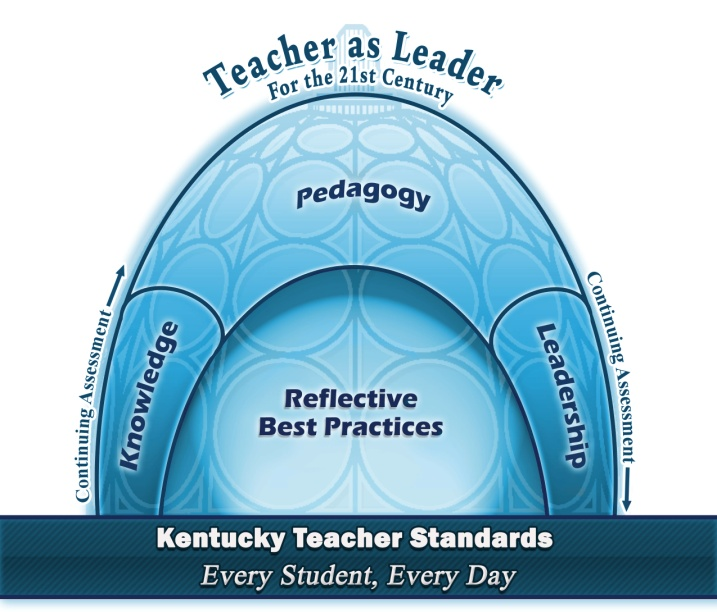 Teacher as Leader
For the 21st Century
Pedagogy
Continuing Assessment
Knowledge
Reflective
Best Practices
Leadership
Continuing Assessment
Kentucky Teacher Standards
Every Student, Every Day